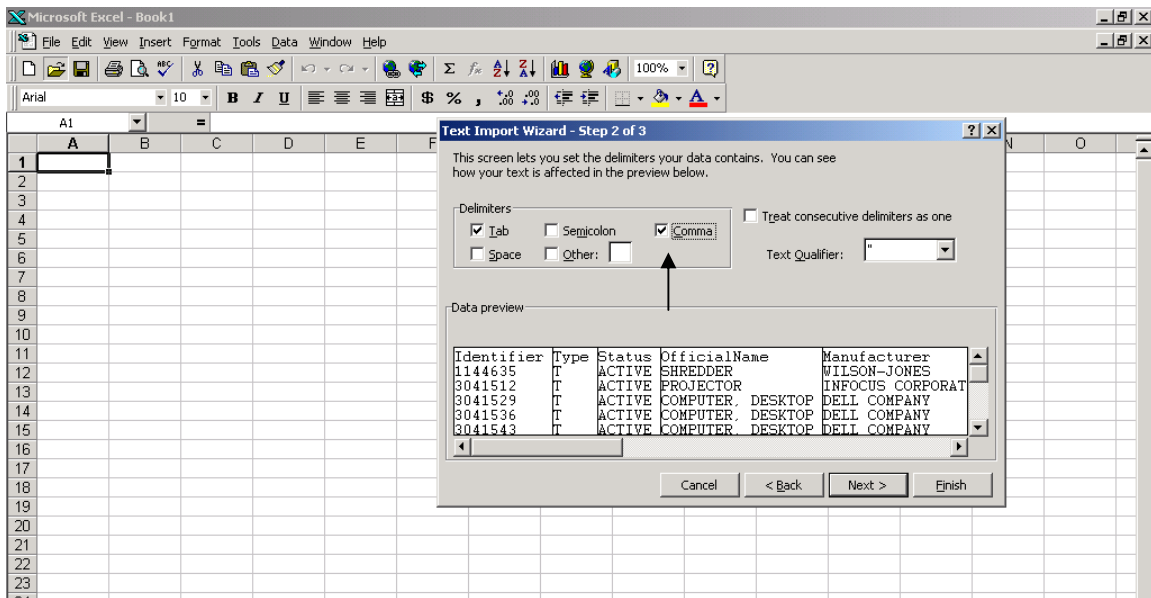 Microsoft Excel - Book1
File Edit View Insert Format Tools Data Window Help
100%
Arial 10 B I U $ % ,
A1 =
A B C D E F N O
Text Import Wizard - Step 2 of 3
This screen lets you set the delimiters your data contains. You can see
how your text is affected in the preview below.
Delimiters
Tab Semicolon Comma
Space Other:
Treat consecutive delimiters as one
Text Qualifier: "
Data preview
Identifier Type Status OfficialName Manufacturer
1144635 T ACTIVE SHREDDER WILSON-JONES
3041512 T ACTIVE PROJECTOR INFOCUS CORPORAT
3041529 T ACTIVE COMPUTER, DESKTOP DELL COMPANY
3041536 T ACTIVE COMPUTER, DESKTOP DELL COMPANY
3041543 T ACTIVE COMPUTER, DESKTOP DELL COMPANY
Cancel < Back Next > Finish
1
2
3
4
5
6
7
8
9
10
11
12
13
14
15
16
17
18
19
20
21
22
23